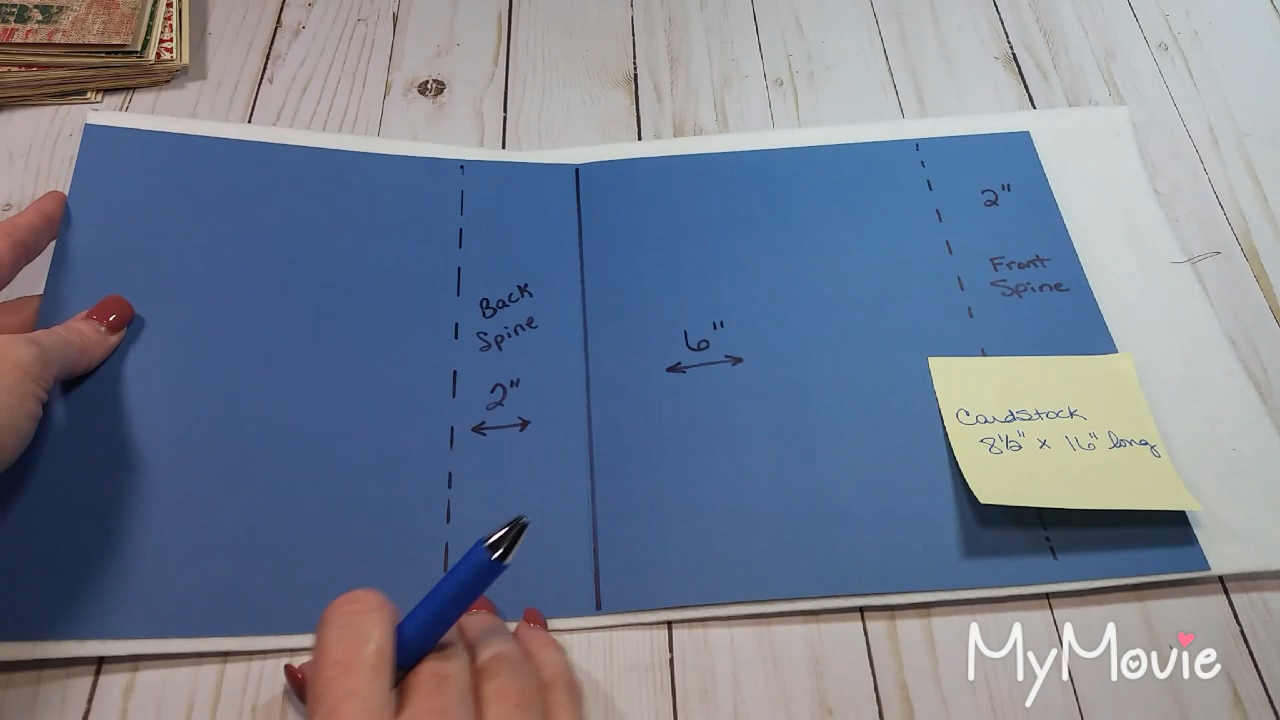 Back
Spine
2"
6"
2"
Front
Spine
CardStock
8½" x 16" long
MyMovie